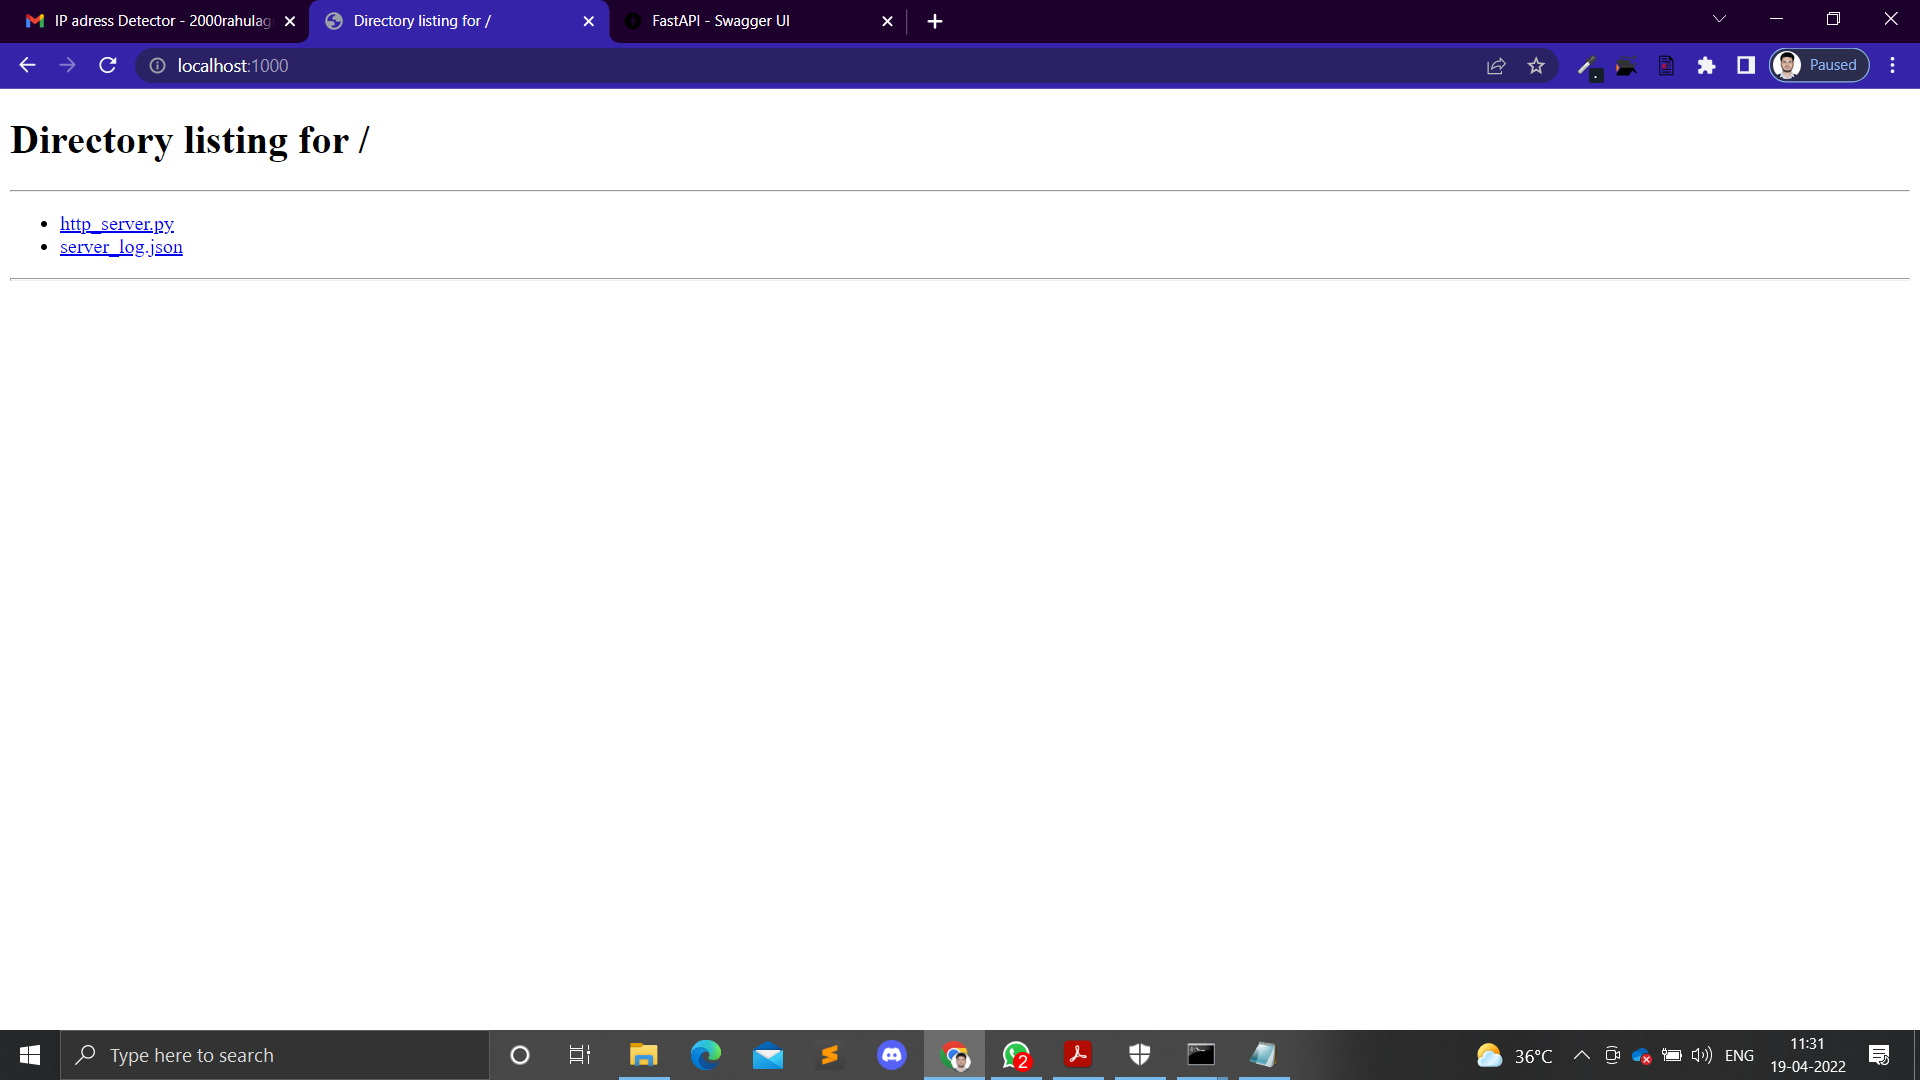 IP adress Detector - 2000rahulag
Directory listing for /
FastAPI - Swagger UI
localhost:1000
Paused
Directory listing for /
http_server.py
server_log.json
Type here to search
2
36°C
ENG
11:31
19-04-2022